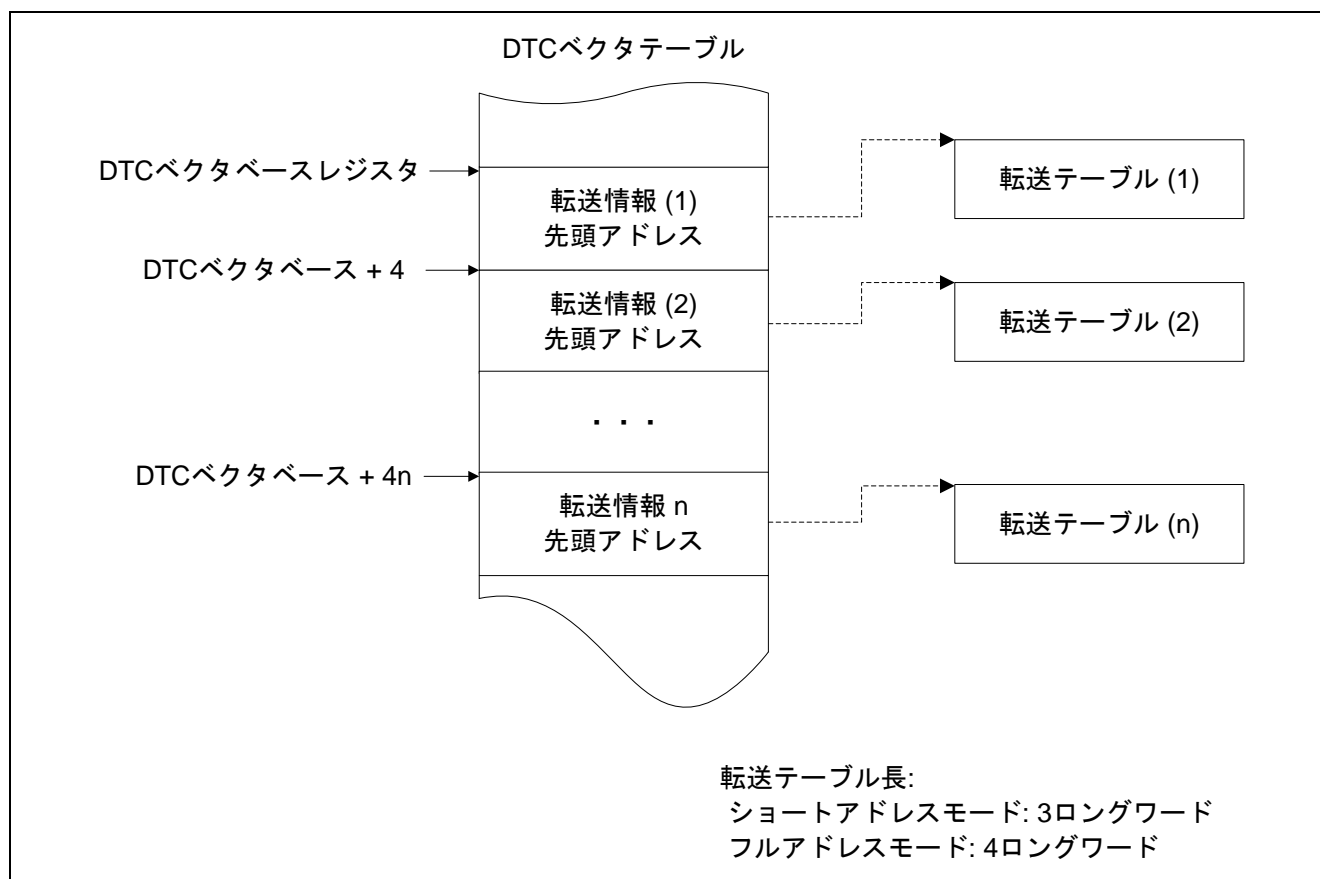 DTCベクタテーブル
DTCベクタベースレジスタ
転送情報 (1)
先頭アドレス
転送テーブル (1)
DTCベクタベース + 4
転送情報 (2)
先頭アドレス
転送テーブル (2)
・・・
DTCベクタベース + 4n
転送情報 n
先頭アドレス
転送テーブル (n)
転送テーブル長:
ショートアドレスモード: 3ロングワード
フルアドレスモード: 4ロングワード